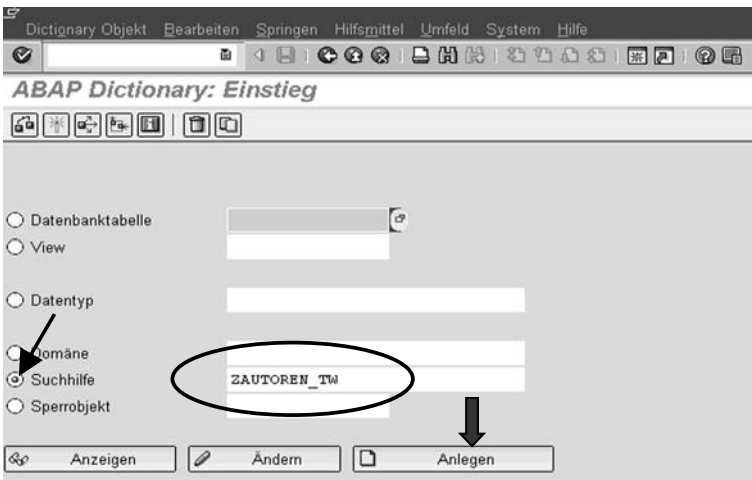 Dictionary Objekt Bearbeiten Springen Hilfsmittel Umfeld System Hilfe
ABAP Dictionary: Einstieg
Datenbanktabelle
View
Datentyp
Domäne
Suchhilfe ZAUTOREN_TW
Sperrobjekt
Anzeigen Ändern Anlegen